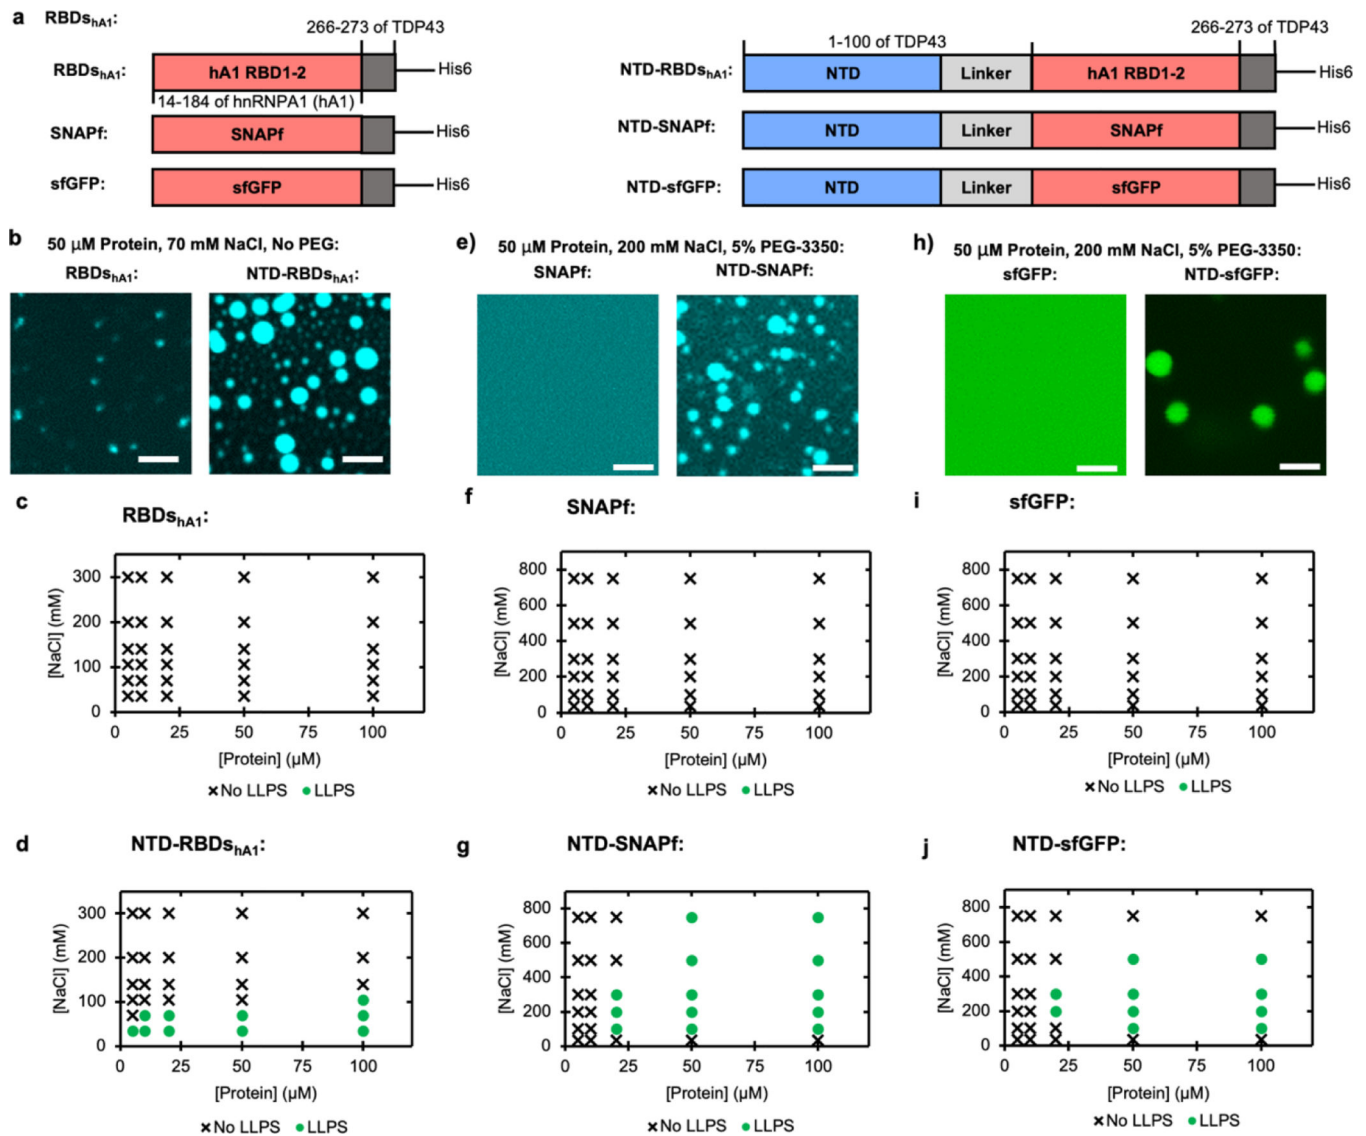 a RBDshA1:
266-273 of TDP43
RBDshA1: hA1 RBD1-2 His6
14-184 of hnRNPA1 (hA1)
SNAPf: SNAPf His6
sfGFP: sfGFP His6
266-273 of TDP43
1-100 of TDP43
NTD-RBDshA1: NTD Linker hA1 RBD1-2 His6
NTD-SNAPf: NTD Linker SNAPf His6
NTD-sfGFP: NTD Linker sfGFP His6
b 50 µM Protein, 70 mM NaCl, No PEG:
RBDshA1: NTD-RBDshA1:
e) 50 µM Protein, 200 mM NaCl, 5% PEG-3350:
SNAPf: NTD-SNAPf:
h) 50 µM Protein, 200 mM NaCl, 5% PEG-3350:
sfGFP: NTD-sfGFP:
c RBDshA1:
300
200
100
0
[NaCl] (mM)
0 25 50 75 100
[Protein] (µM)
×No LLPS ●LLPS
f SNAPf:
800
600
400
200
0
[NaCl] (mM)
0 25 50 75 100
[Protein] (µM)
×No LLPS ●LLPS
i sfGFP:
800
600
400
200
0
[NaCl] (mM)
0 25 50 75 100
[Protein] (µM)
×No LLPS ●LLPS
d NTD-RBDshA1:
300
200
100
0
[NaCl] (mM)
0 25 50 75 100
[Protein] (µM)
×No LLPS ●LLPS
g NTD-SNAPf:
800
600
400
200
0
[NaCl] (mM)
0 25 50 75 100
[Protein] (µM)
×No LLPS ●LLPS
j NTD-sfGFP:
800
600
400
200
0
[NaCl] (mM)
0 25 50 75 100
[Protein] (µM)
×No LLPS ●LLPS